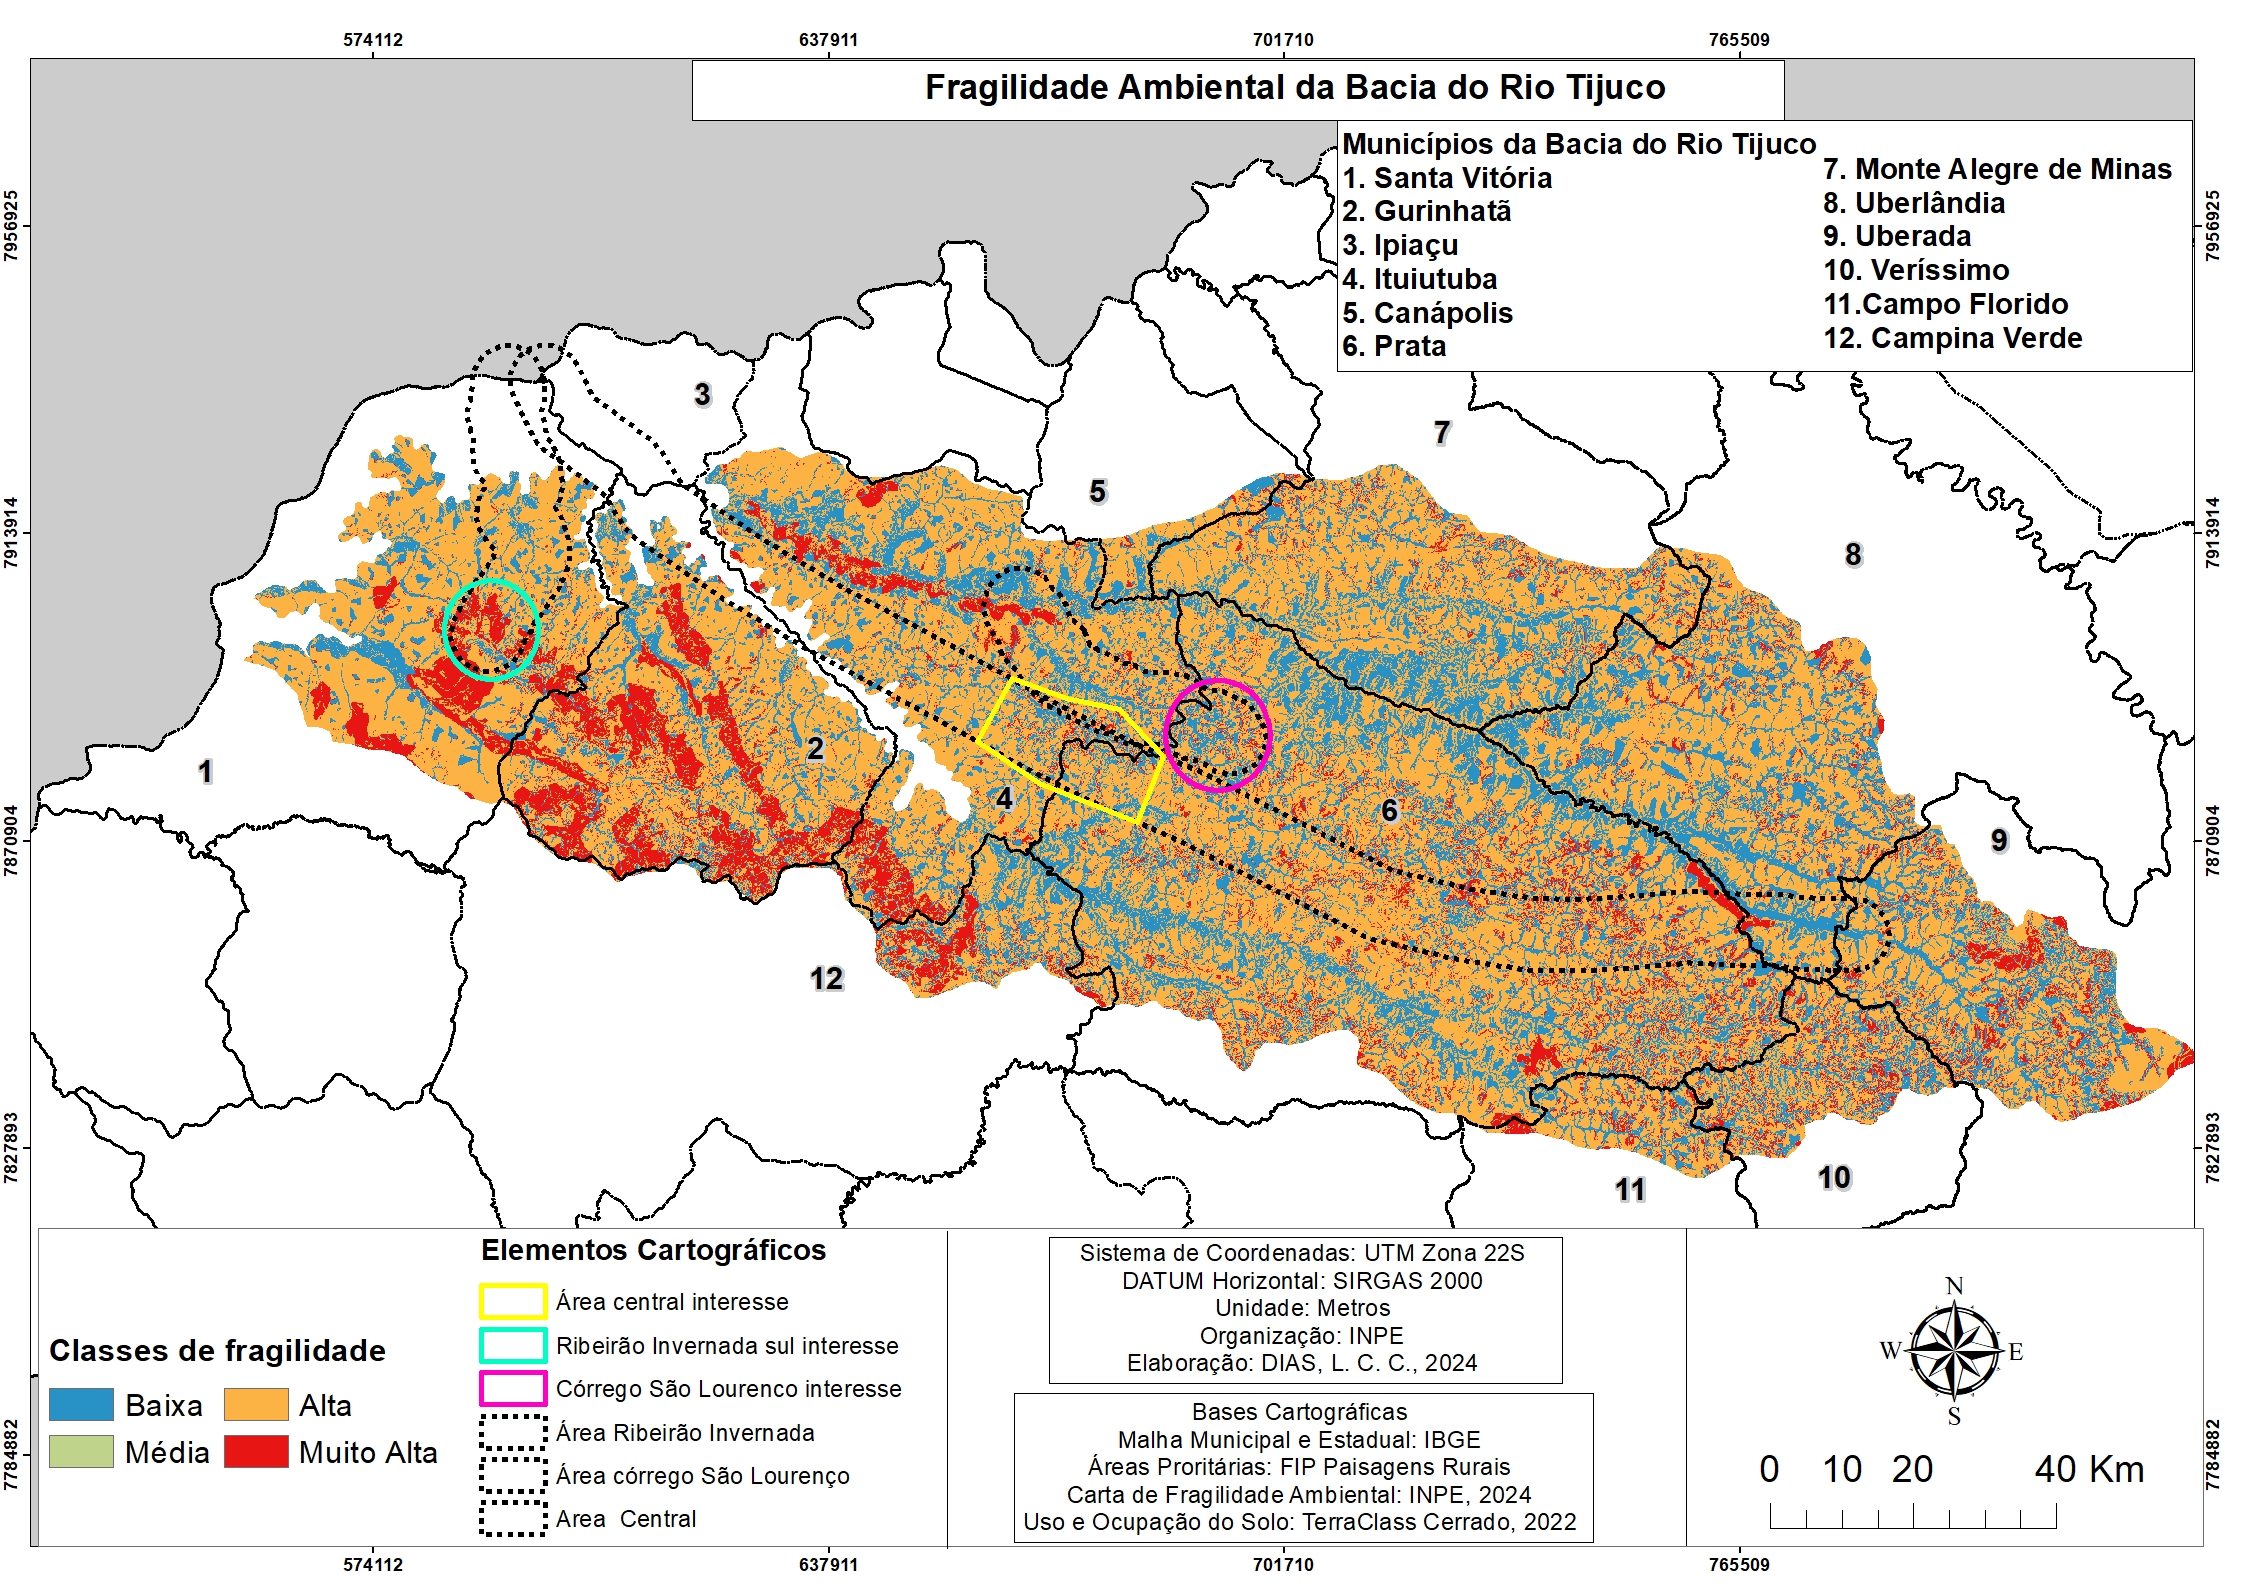 574112
637911
701710
765509
Fragilidade Ambiental da Bacia do Rio Tijuco
Municípios da Bacia do Rio Tijuco
1. Santa Vitória
2. Gurinhatã
3. Ipiaçu
4. Ituiutuba
5. Canápolis
6. Prata
7. Monte Alegre de Minas
8. Uberlândia
9. Uberada
10. Veríssimo
11.Campo Florido
12. Campina Verde
7956925
7956925
7913914
7913914
7870904
7870904
7827893
7827893
7784882
7784882
3
7
5
8
2
1
4
6
9
12
11
10
Classes de fragilidade
Baixa
Alta
Média
Muito Alta
Elementos Cartográficos
Área central interesse
Ribeirão Invernada sul interesse
Córrego São Lourenco interesse
Área Ribeirão Invernada
Área córrego São Lourenço
Area Central
Sistema de Coordenadas: UTM Zona 22S
DATUM Horizontal: SIRGAS 2000
Unidade: Metros
Organização: INPE
Elaboração: DIAS, L. C. C., 2024
Bases Cartográficas
Malha Municipal e Estadual: IBGE
Áreas Proritárias: FIP Paisagens Rurais
Carta de Fragilidade Ambiental: INPE, 2024
Uso e Ocupação do Solo: TerraClass Cerrado, 2022
N
W
E
S
0 10 20 40 Km
574112
637911
701710
765509